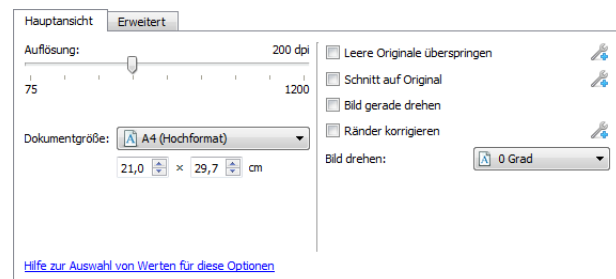 Hauptansicht Erweitert
Auflösung: 200 dpi
75 1200
Dokumentgröße: A4 (Hochformat)
21,0 × 29,7 cm
Hilfe zur Auswahl von Werten für diese Optionen
Leere Originale überspringen
Schnitt auf Original
Bild gerade drehen
Ränder korrigieren
Bild drehen: 0 Grad